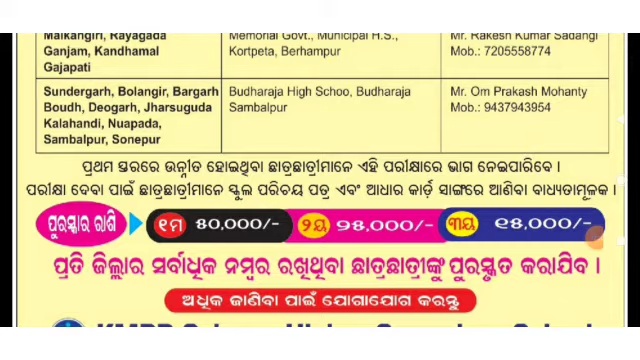 Malkangiri, Rayagada
Ganjam, Kandhamal
Gajapati
Memorial Govt., Municipal H.S.,
Kortpeta, Berhampur
Mr. Rakesh Kumar Sadangi
Mob.: 7205558774
Sundergarh, Bolangir, Bargarh
Boudh, Deogarh, Jharsuguda
Kalahandi, Nuapada,
Sambalpur, Sonepur
Budharaja High Schoo, Budharaja
Sambalpur
Mr. Om Prakash Mohanty
Mob.: 9437943954
ପ୍ରଥମ ସ୍ତରରେ ଉନ୍ନୀତ ହୋଇଥିବା ଛାତ୍ରଛାତ୍ରୀମାନେ ଏହି ପରୀକ୍ଷାରେ ଭାଗ ନେଇପାରିବେ ।
ପରୀକ୍ଷା ଦେବା ପାଇଁ ଛାତ୍ରଛାତ୍ରୀମାନେ ସ୍କୁଲ ପରିଚୟ ପତ୍ର ଏବଂ ଆଧାର କାର୍ଡ଼ ସାଙ୍ଗରେ ଆଣିବା ବାଧ୍ୟତାମୂଳକ ।
ପୁରସ୍କାର ରାଶି ୧ମ ୫୦,୦୦୦/- ୨ୟ ୨୫,୦୦୦/- ୩ୟ ୧୫,୦୦୦/-
ପ୍ରତି ଜିଲ୍ଲାର ସର୍ବାଧିକ ନମ୍ବର ରଖିଥିବା ଛାତ୍ରଛାତ୍ରୀଙ୍କୁ ପୁରସ୍କୃତ କରାଯିବ ।
ଅଧିକ ଜାଣିବା ପାଇଁ ଯୋଗାଯୋଗ କରନ୍ତୁ